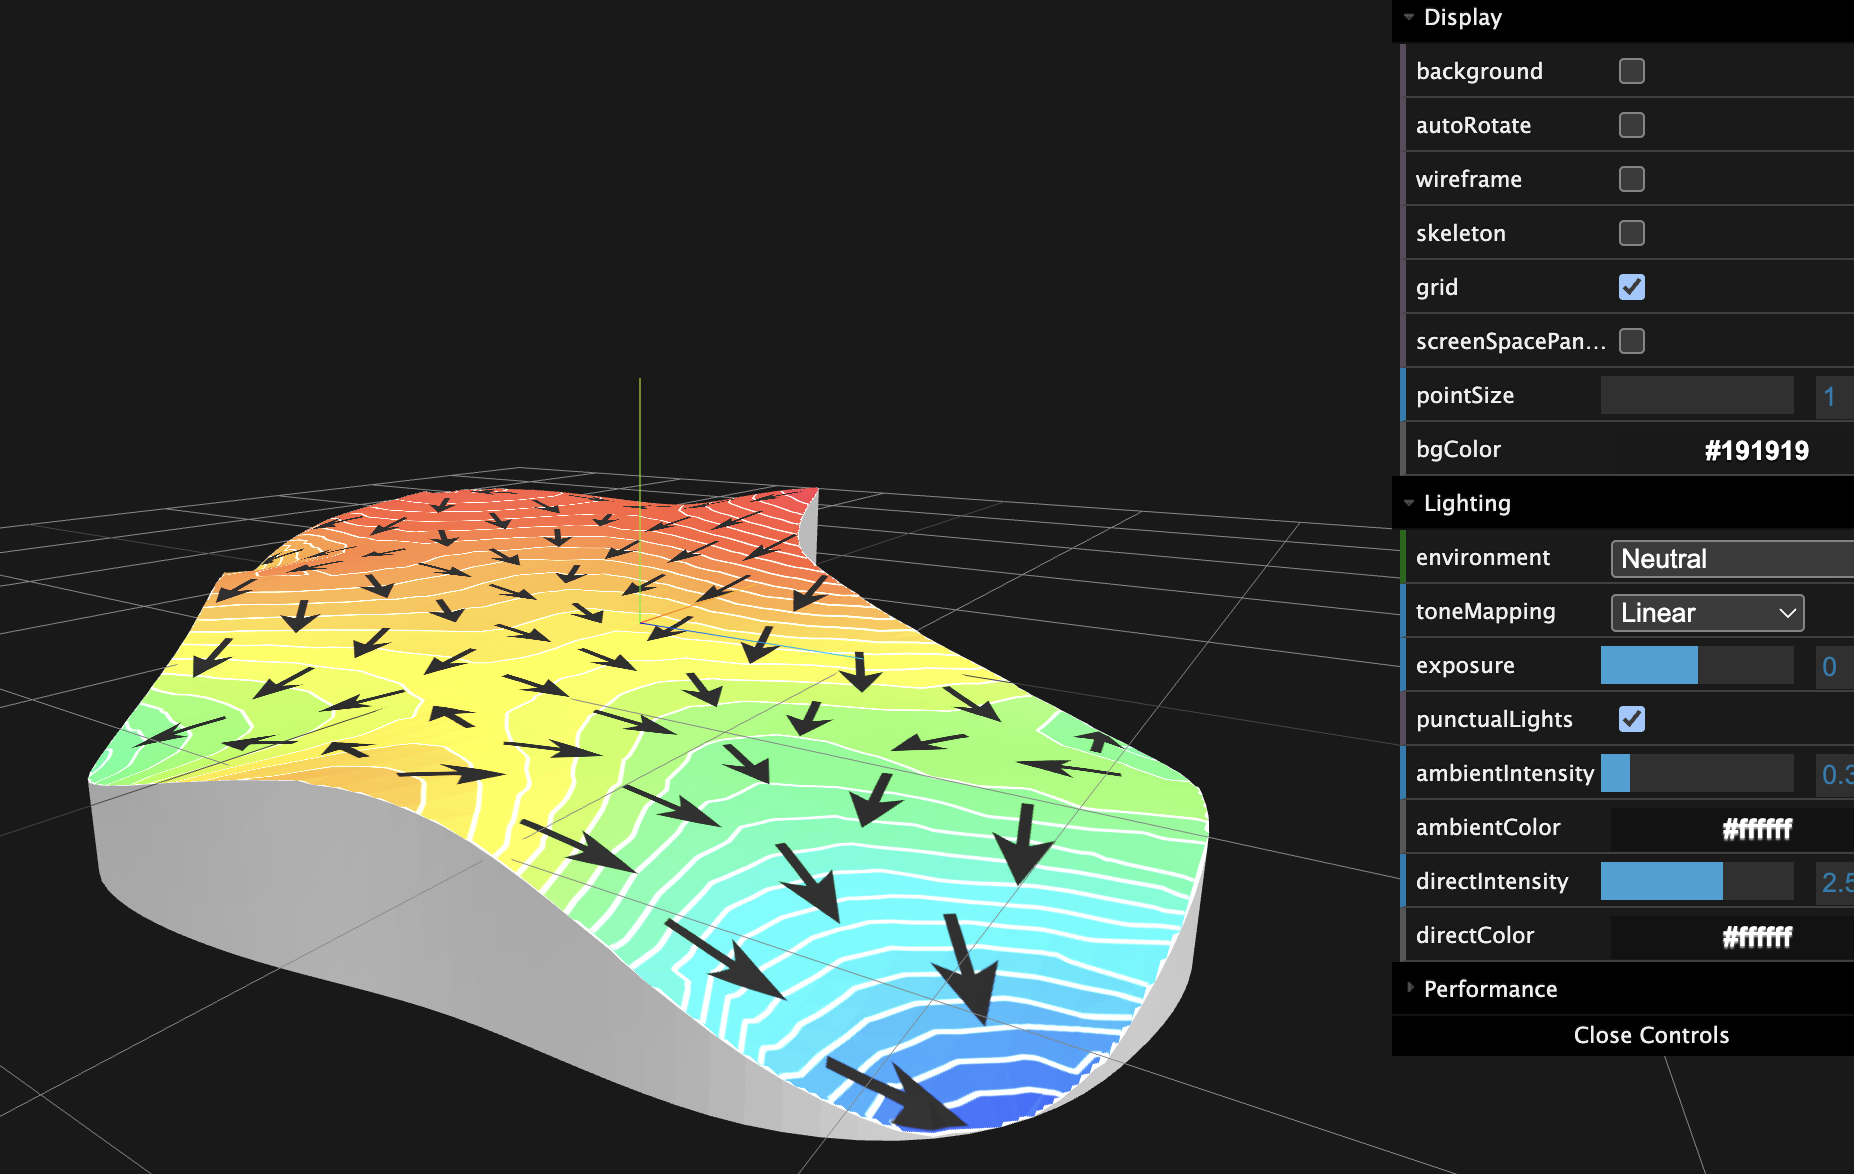 Display
background
autoRotate
wireframe
skeleton
grid
screenSpacePan...
pointSize 1
bgColor #191919
Lighting
environment Neutral
toneMapping Linear
exposure 0
punctualLights
ambientIntensity 0.3
ambientColor #ffffff
directIntensity 2.5
directColor #ffffff
Performance
Close Controls